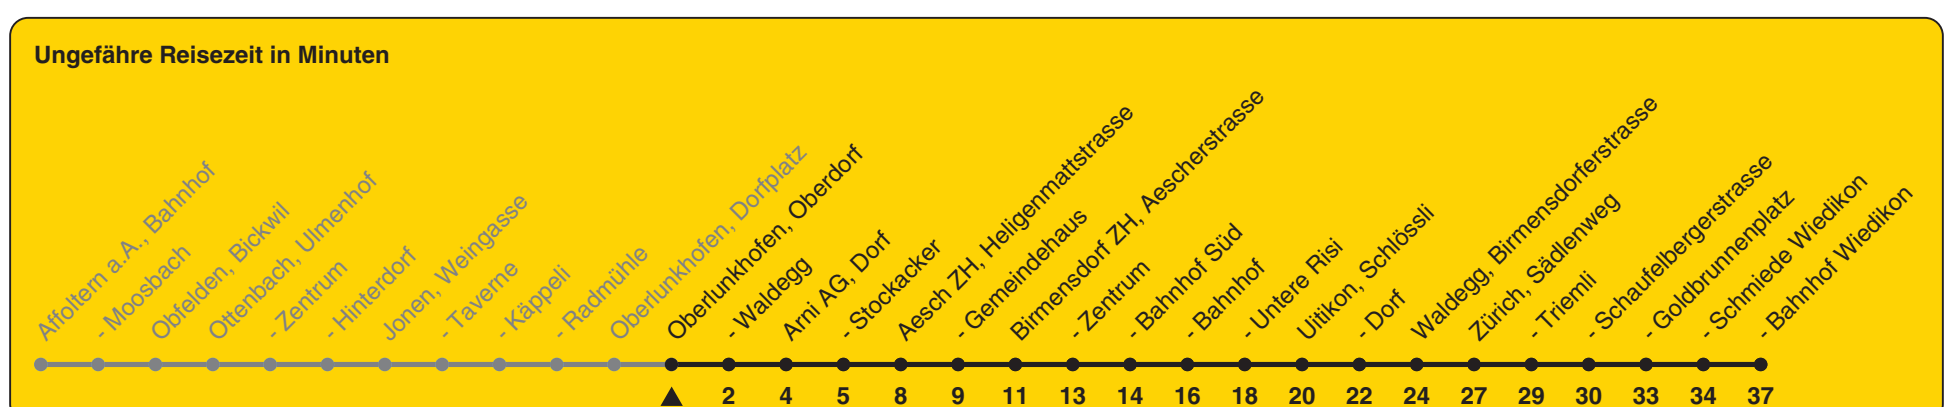 Ungefähre Reisezeit in Minuten
Affoltern a.A., Bahnhof
- Moosbach
Obfelden, Bickwil
Ottenbach, Ulmenhof
- Zentrum
- Hinterdorf
Jonen, Weingasse
- Taverne
- Käppeli
- Radmühle
Oberlunkhofen, Dorfplatz
Oberlunkhofen, Oberdorf
- Waldegg
Arni AG, Dorf
- Stockacker
Aesch ZH, Heligenmattstrasse
- Gemeindehaus
Birmensdorf ZH, Aescherstrasse
- Zentrum
- Bahnhof Süd
- Bahnhof
- Untere Risi
Uitikon, Schlössli
- Dorf
Waldegg, Birmensdorferstrasse
Zürich, Sädlenweg
- Triemli
- Schaufelbergerstrasse
- Goldbrunnenplatz
- Schmiede Wiedikon
- Bahnhof Wiedikon
2 4 5 8 9 11 13 14 16 18 20 22 24 27 29 30 33 34 37